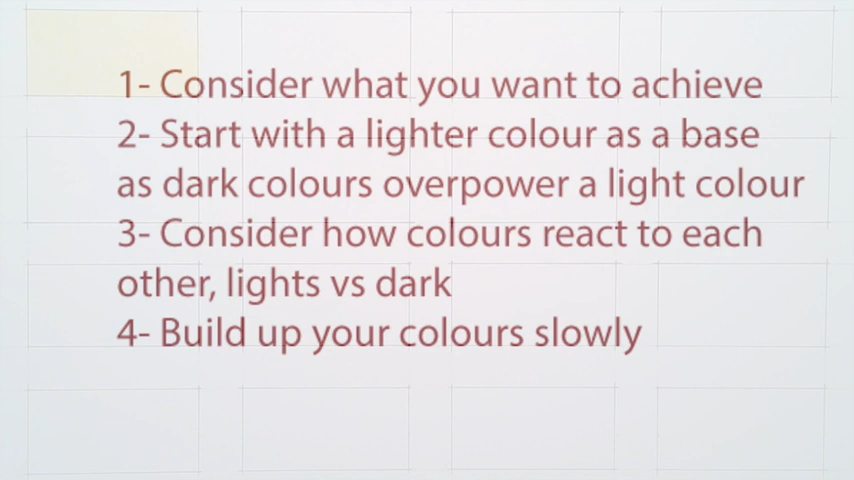 1- Consider what you want to achieve
2- Start with a lighter colour as a base
as dark colours overpower a light colour
3- Consider how colours react to each
other, lights vs dark
4- Build up your colours slowly